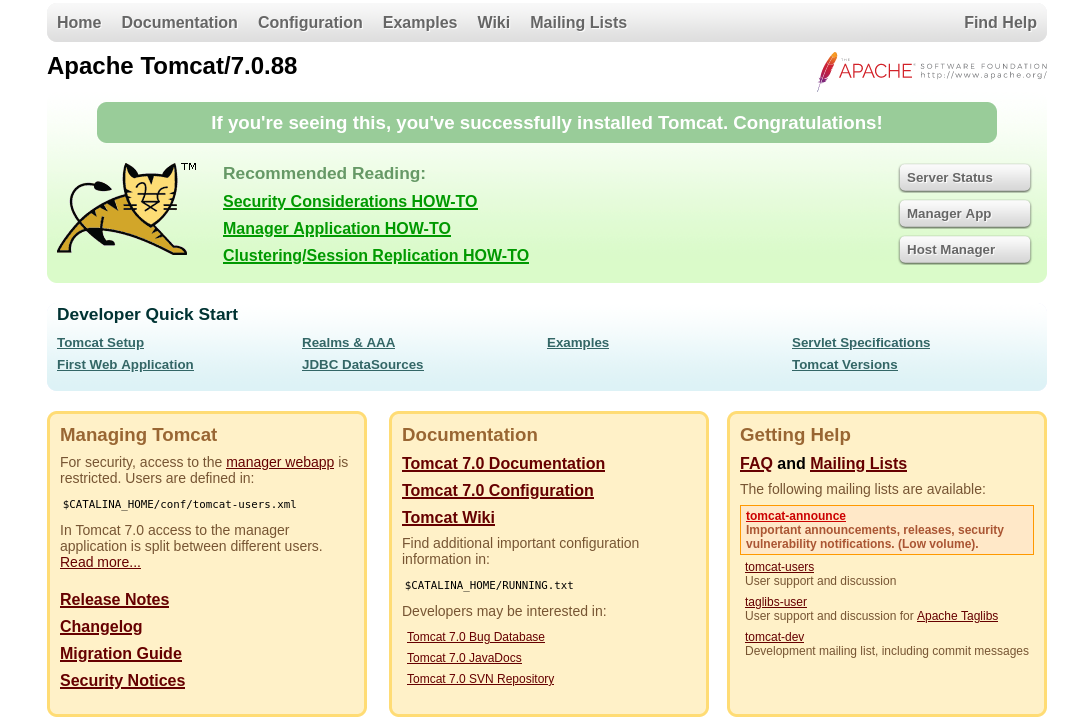 Home Documentation Configuration Examples Wiki Mailing Lists Find Help
Apache Tomcat/7.0.88
THE APACHE® SOFTWARE FOUNDATION
http://www.apache.org/
If you're seeing this, you've successfully installed Tomcat. Congratulations!
TM
Recommended Reading:
Security Considerations HOW-TO
Manager Application HOW-TO
Clustering/Session Replication HOW-TO
Server Status
Manager App
Host Manager
Developer Quick Start
Tomcat Setup
First Web Application
Realms & AAA
JDBC DataSources
Examples
Servlet Specifications
Tomcat Versions
Managing Tomcat
For security, access to the manager webapp is
restricted. Users are defined in:
$CATALINA_HOME/conf/tomcat-users.xml
In Tomcat 7.0 access to the manager
application is split between different users.
Read more...
Release Notes
Changelog
Migration Guide
Security Notices
Documentation
Tomcat 7.0 Documentation
Tomcat 7.0 Configuration
Tomcat Wiki
Find additional important configuration
information in:
$CATALINA_HOME/RUNNING.txt
Developers may be interested in:
Tomcat 7.0 Bug Database
Tomcat 7.0 JavaDocs
Tomcat 7.0 SVN Repository
Getting Help
FAQ and Mailing Lists
The following mailing lists are available:
tomcat-announce
Important announcements, releases, security
vulnerability notifications. (Low volume).
tomcat-users
User support and discussion
taglibs-user
User support and discussion for Apache Taglibs
tomcat-dev
Development mailing list, including commit messages